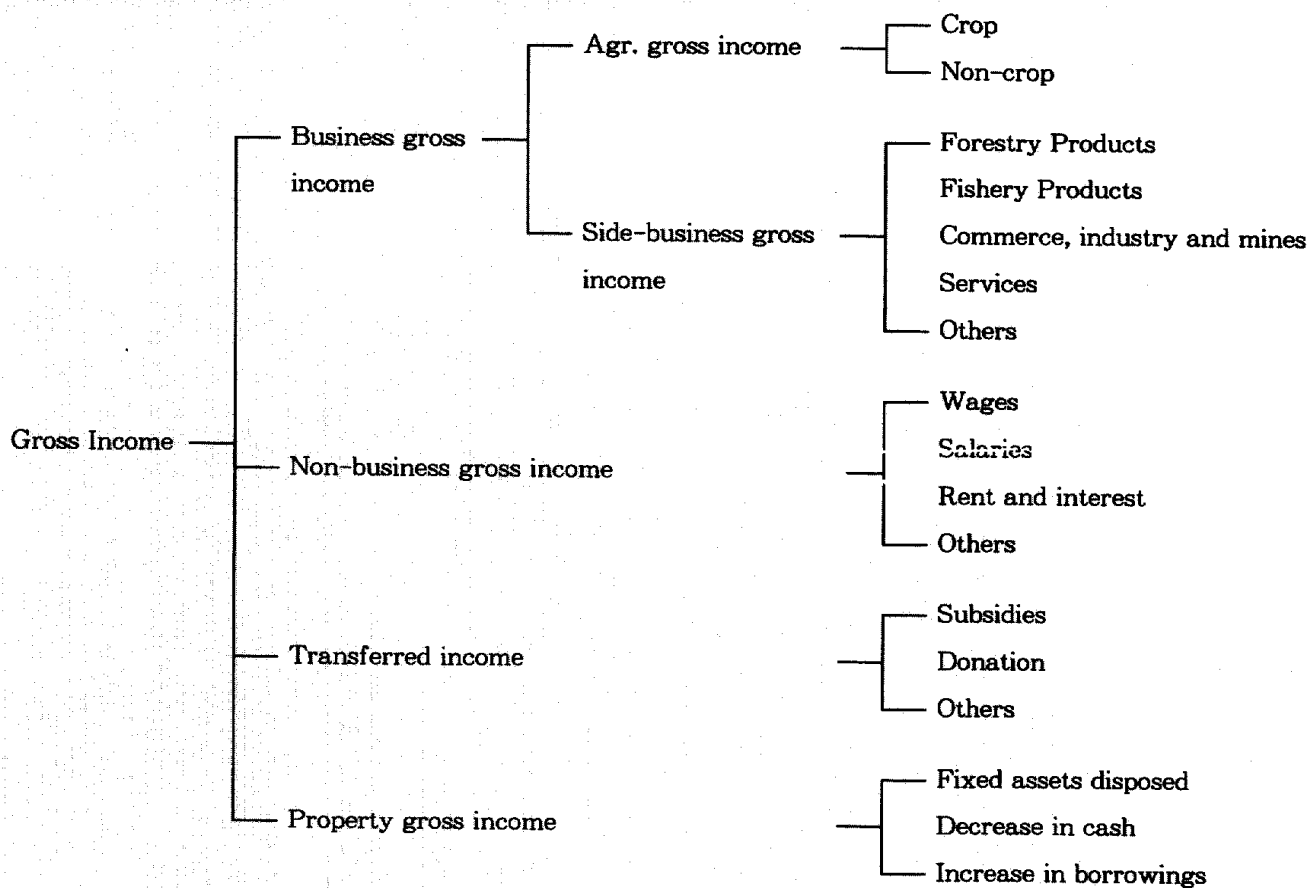 Agr. gross income
Crop
Non-crop
Business gross
income
Side-business gross
income
Forestry Products
Fishery Products
Commerce, industry and mines
Services
Others
Gross Income
Non-business gross income
Wages
Salaries
Rent and interest
Others
Transferred income
Subsidies
Donation
Others
Property gross income
Fixed assets disposed
Decrease in cash
Increase in borrowings